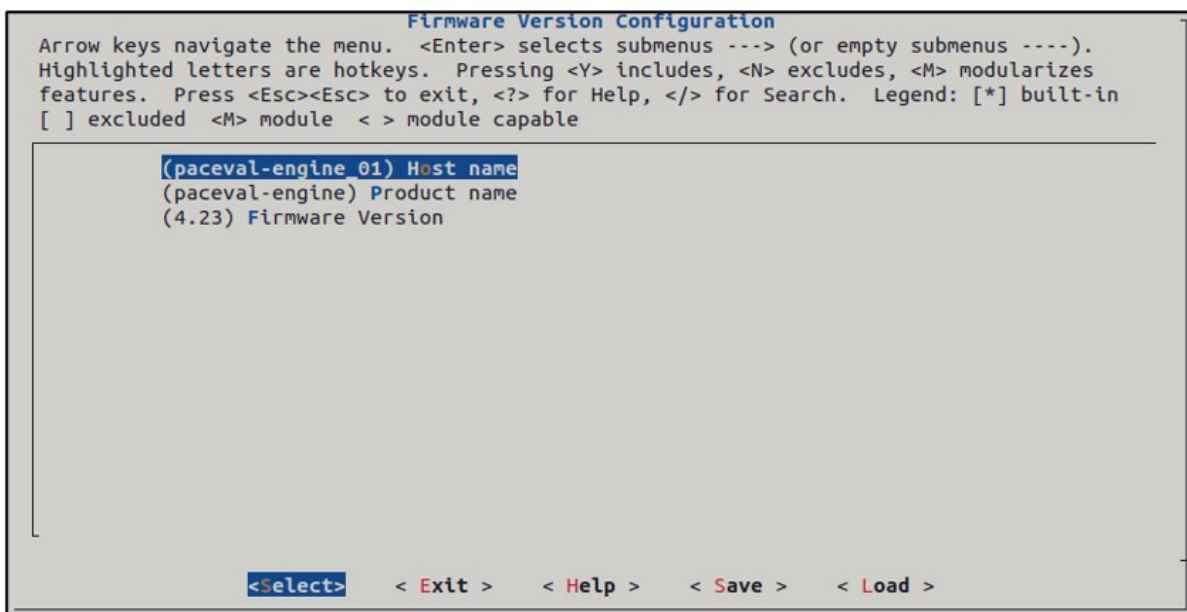 Firmware Version Configuration
Arrow keys navigate the menu.  <Enter> selects submenus ---> (or empty submenus ----).
Highlighted letters are hotkeys.  Pressing <Y> includes, <N> excludes, <M> modularizes
features.  Press <Esc><Esc> to exit, <?> for Help, </> for Search.  Legend: [*] built-in
[ ] excluded  <M> module  < > module capable
(paceval-engine_01) Host name
(paceval-engine) Product name
(4.23) Firmware Version
<Select>    < Exit >    < Help >    < Save >    < Load >